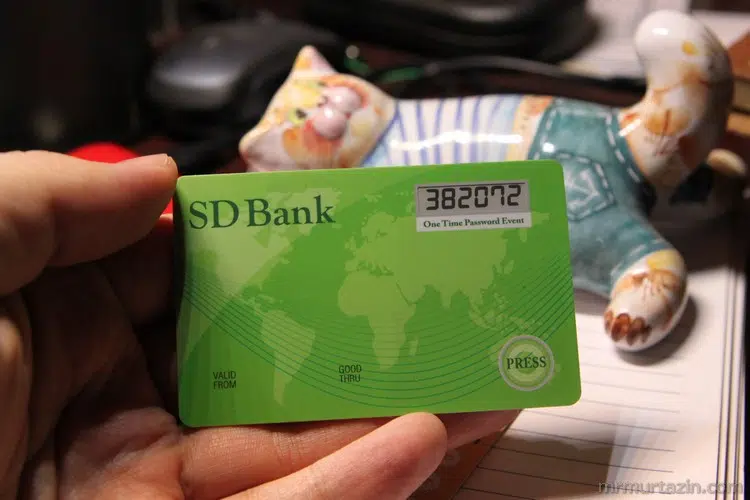 SD Bank
382072
One Time Password Event
VALID
FROM
GOOD
THRU
PRESS
mrmurtazin.com